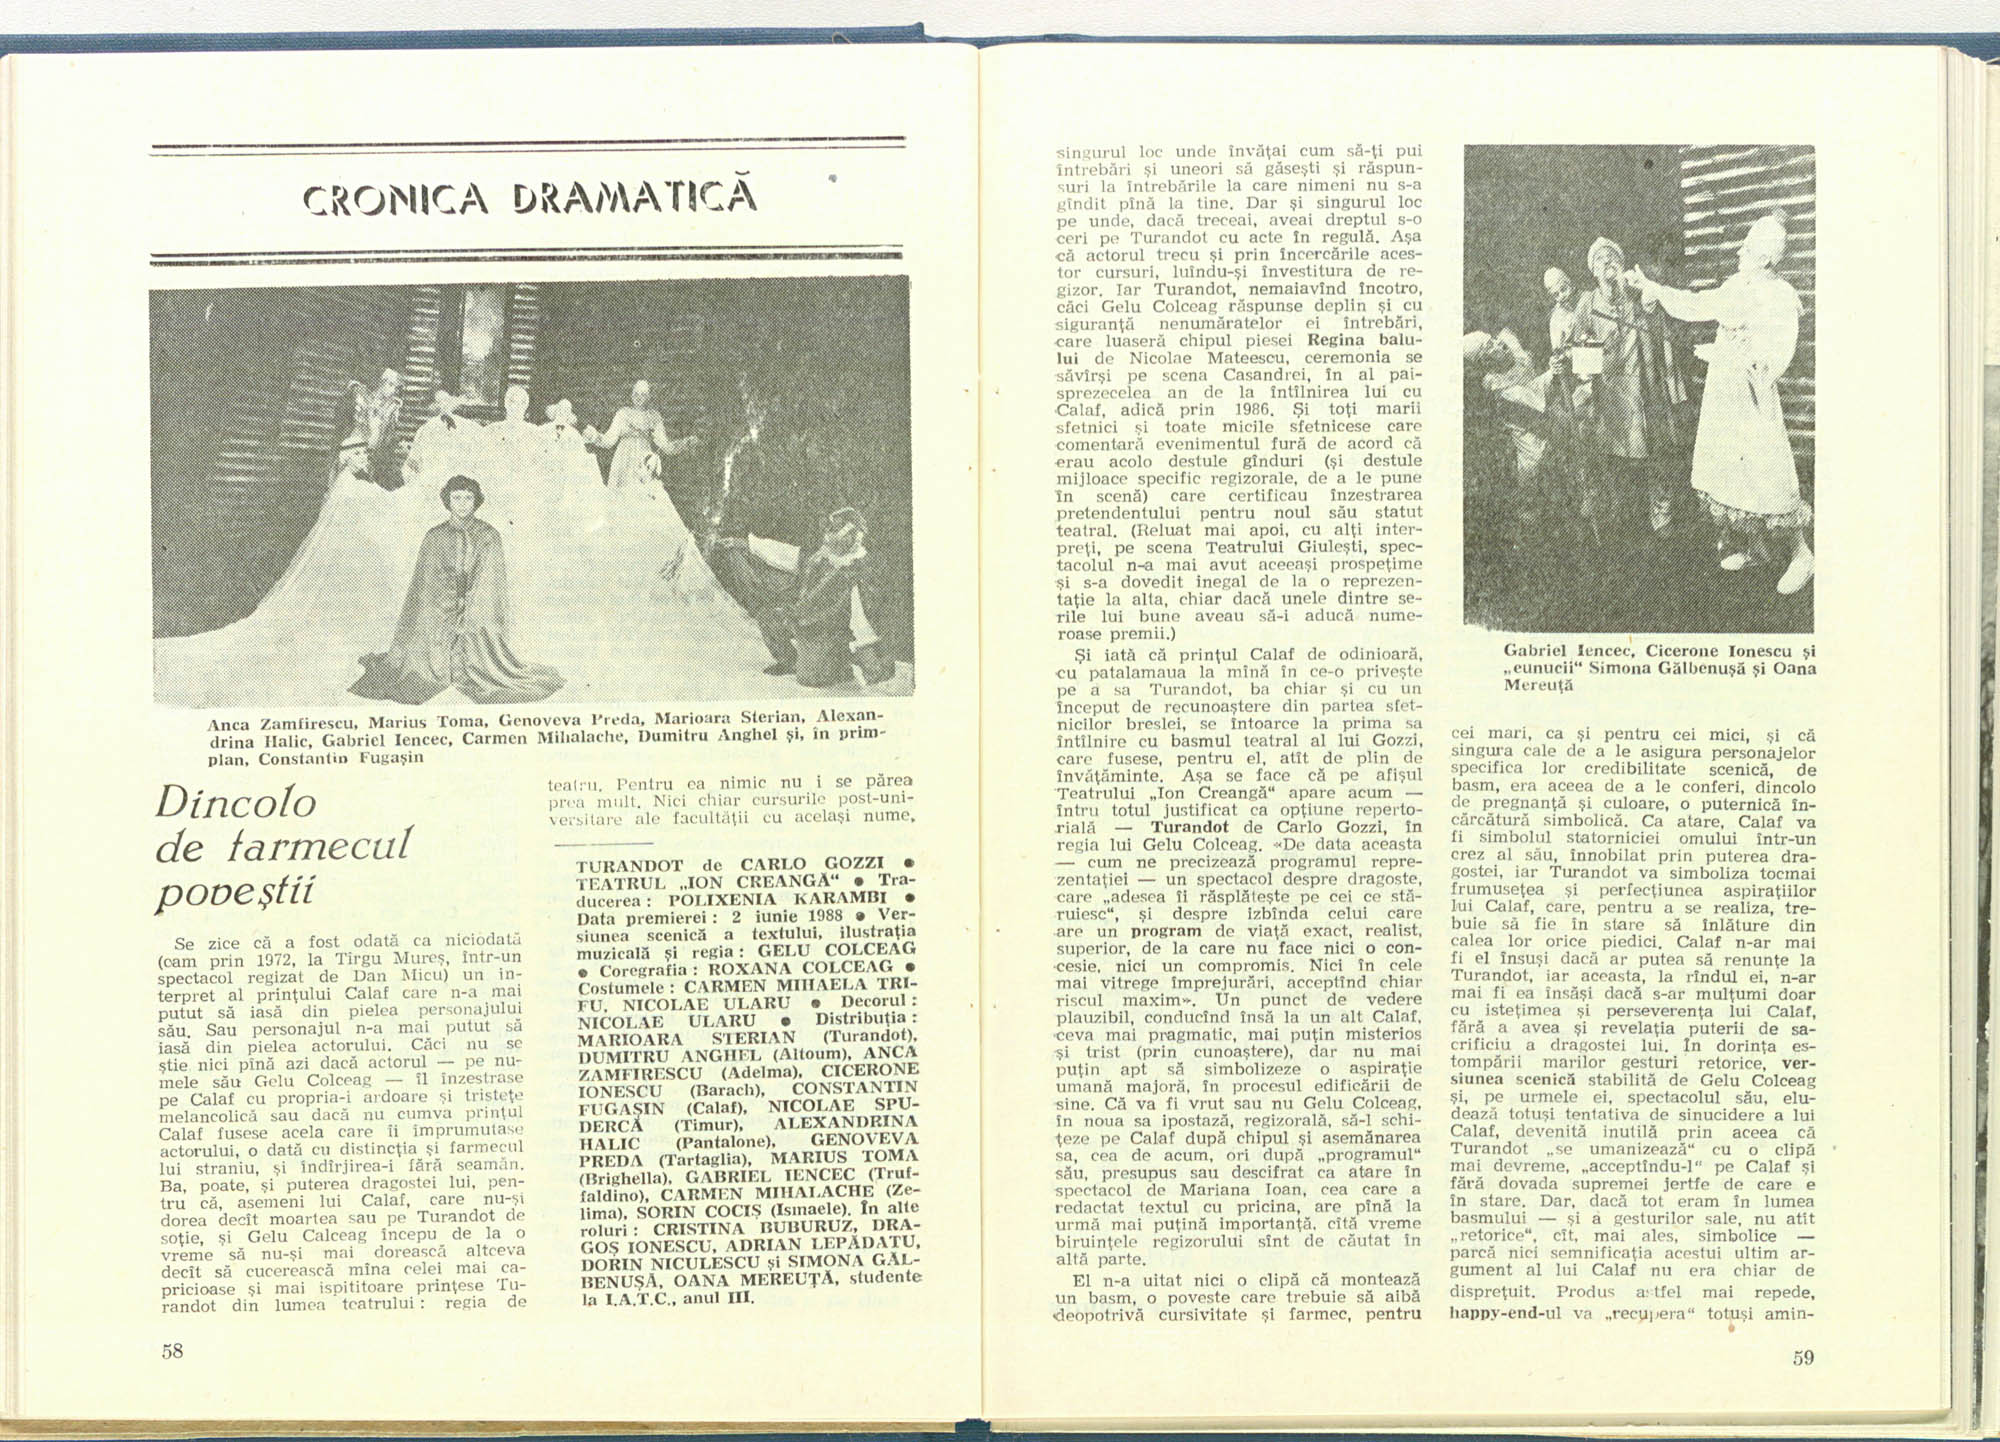 CRONICA DRAMATICĂ
Anca Zamfirescu, Marius Toma, Genoveva Preda, Marioara Sterian, Alexan-
drina Halic, Gabriel Iencec, Carmen Mihalache, Dumitru Anghel și, în prim-
plan, Constantin Fugașin
Dincolo
de farmecul
poveștii
Se zice că a fost odată ca niciodată
(cam prin 1972, la Tîrgu Mureș, într-un
spectacol regizat de Dan Micu) un in-
terpret al prințului Calaf care n-a mai
putut să iasă din pielea personajului
său. Sau personajul n-a mai putut să
iasă din pielea actorului. Căci nu se
știe nici pînă azi dacă actorul — pe nu-
mele său Gelu Colceag — îl înzestrase
pe Calaf cu propria-i ardoare și tristețe
melancolică sau dacă nu cumva prințul
Calaf fusese acela care îi împrumutase
actorului, o dată cu distincția și farmecul
lui straniu, și îndîrjirea-i fără seamăn.
Ba, poate, și puterea dragostei lui, pen-
tru că, asemeni lui Calaf, care nu-și
dorea decît moartea sau pe Turandot de
soție, și Gelu Calceag începu de la o
vreme să nu-și mai dorească altceva
decît să cucerească mîna celei mai ca-
pricioase și mai ispititoare prințese Tu-
randot din lumea teatrului : regia de
teatru. Pentru ea nimic nu i se părea
prea mult. Nici chiar cursurile post-uni-
versitare ale facultății cu același nume,
TURANDOT de CARLO GOZZI ●
TEATRUL „ION CREANGĂ“ ● Tra-
ducerea : POLIXENIA KARAMBI ●
Data premierei : 2 iunie 1988 ● Ver-
siunea scenică a textului, ilustrația
muzicală și regia : GELU COLCEAG
● Coregrafia : ROXANA COLCEAG ●
Costumele : CARMEN MIHAELA TRI-
FU, NICOLAE ULARU ● Decorul :
NICOLAE ULARU ● Distribuția :
MARIOARA STERIAN (Turandot),
DUMITRU ANGHEL (Altoum), ANCA
ZAMFIRESCU (Adelma), CICERONE
IONESCU (Barach), CONSTANTIN
FUGAȘIN (Calaf), NICOLAE SPU-
DERCĂ (Timur), ALEXANDRINA
HALIC (Pantalone), GENOVEVA
PREDA (Tartaglia), MARIUS TOMA
(Brighella), GABRIEL IENCEC (Truf-
faldino), CARMEN MIHALACHE (Ze-
lima), SORIN COCIȘ (Ismaele). În alte
roluri : CRISTINA BUBURUZ, DRA-
GOȘ IONESCU, ADRIAN LEPĂDATU,
DORIN NICULESCU și SIMONA GĂL-
BENUȘĂ, OANA MEREUȚĂ, studente
la I.A.T.C., anul III.
58
singurul loc unde învățai cum să-ți pui
întrebări și uneori să găsești și răspun-
suri la întrebările la care nimeni nu s-a
gîndit pînă la tine. Dar și singurul loc
pe unde, dacă treceai, aveai dreptul s-o
ceri pe Turandot cu acte în regulă. Așa
că actorul trecu și prin încercările aces-
tor cursuri, luîndu-și învestitura de re-
gizor. Iar Turandot, nemaiavînd încotro,
căci Gelu Colceag răspunse deplin și cu
siguranță nenumăratelor ei întrebări,
care luaseră chipul piesei Regina balu-
lui de Nicolae Mateescu, ceremonia se
săvîrși pe scena Casandrei, în al pai-
sprezecelea an de la întîlnirea lui cu
Calaf, adică prin 1986. Și toți marii
sfetnici și toate micile sfetnicese care
comentară evenimentul fură de acord că
erau acolo destule gînduri (și destule
mijloace specific regizorale, de a le pune
în scenă) care certificau înzestrarea
pretendentului pentru noul său statut
teatral. (Reluat mai apoi, cu alți inter-
preți, pe scena Teatrului Giulești, spec-
tacolul n-a mai avut aceeași prospețime
și s-a dovedit inegal de la o reprezen-
tație la alta, chiar dacă unele dintre se-
rile lui bune aveau să-i aducă nume-
roase premii.)
Și iată că prințul Calaf de odinioară,
cu patalamaua la mînă în ce-o privește
pe a sa Turandot, ba chiar și cu un
început de recunoaștere din partea sfet-
nicilor breslei, se întoarce la prima sa
întîlnire cu basmul teatral al lui Gozzi,
care fusese, pentru el, atît de plin de
învățăminte. Așa se face că pe afișul
Teatrului „Ion Creangă“ apare acum —
întru totul justificat ca opțiune reperto-
rială — Turandot de Carlo Gozzi, în
regia lui Gelu Colceag. «De data aceasta
— cum ne precizează programul repre-
zentației — un spectacol despre dragoste,
care „adesea îi răsplătește pe cei ce stă-
ruiesc“, și despre izbînda celui care
are un program de viață exact, realist,
superior, de la care nu face nici o con-
cesie, nici un compromis. Nici în cele
mai vitrege împrejurări, acceptînd chiar
riscul maxim». Un punct de vedere
plauzibil, conducînd însă la un alt Calaf,
ceva mai pragmatic, mai puțin misterios
și trist (prin cunoaștere), dar nu mai
puțin apt să simbolizeze o aspirație
umană majoră, în procesul edificării de
sine. Că va fi vrut sau nu Gelu Colceag,
în noua sa ipostază, regizorală, să-l schi-
țeze pe Calaf după chipul și asemănarea
sa, cea de acum, ori după „programul“
său, presupus sau descifrat ca atare în
spectacol de Mariana Ioan, cea care a
redactat textul cu pricina, are pînă la
urmă mai puțină importanță, cîtă vreme
biruințele regizorului sînt de căutat în
altă parte.
El n-a uitat nici o clipă că montează
un basm, o poveste care trebuie să aibă
deopotrivă cursivitate și farmec, pentru
Gabriel Iencec, Cicerone Ionescu și
„eunucii“ Simona Gălbenușă și Oana
Mereuță
cei mari, ca și pentru cei mici, și că
singura cale de a le asigura personajelor
specifica lor credibilitate scenică, de
basm, era aceea de a le conferi, dincolo
de pregnanță și culoare, o puternică în-
cărcătură simbolică. Ca atare, Calaf va
fi simbolul statorniciei omului într-un
crez al său, înnobilat prin puterea dra-
gostei, iar Turandot va simboliza tocmai
frumusețea și perfecțiunea aspirațiilor
lui Calaf, care, pentru a se realiza, tre-
buie să fie în stare să înlăture din
calea lor orice piedici. Calaf n-ar mai
fi el însuși dacă ar putea să renunțe la
Turandot, iar aceasta, la rîndul ei, n-ar
mai fi ea însăși dacă s-ar mulțumi doar
cu istețimea și perseverența lui Calaf,
fără a avea și revelația puterii de sa-
crificiu a dragostei lui. În dorința es-
tompării marilor gesturi retorice, ver-
siunea scenică stabilită de Gelu Colceag
și, pe urmele ei, spectacolul său, elu-
dează totuși tentativa de sinucidere a lui
Calaf, devenită inutilă prin aceea că
Turandot „se umanizează“ cu o clipă
mai devreme, „acceptîndu-l“ pe Calaf și
fără dovada supremei jertfe de care e
în stare. Dar, dacă tot eram în lumea
basmului — și a gesturilor sale, nu atît
„retorice“, cît, mai ales, simbolice —
parcă nici semnificația acestui ultim ar-
gument al lui Calaf nu era chiar de
disprețuit. Produs astfel mai repede,
happy-end-ul va „recupera“ totuși amin-
59